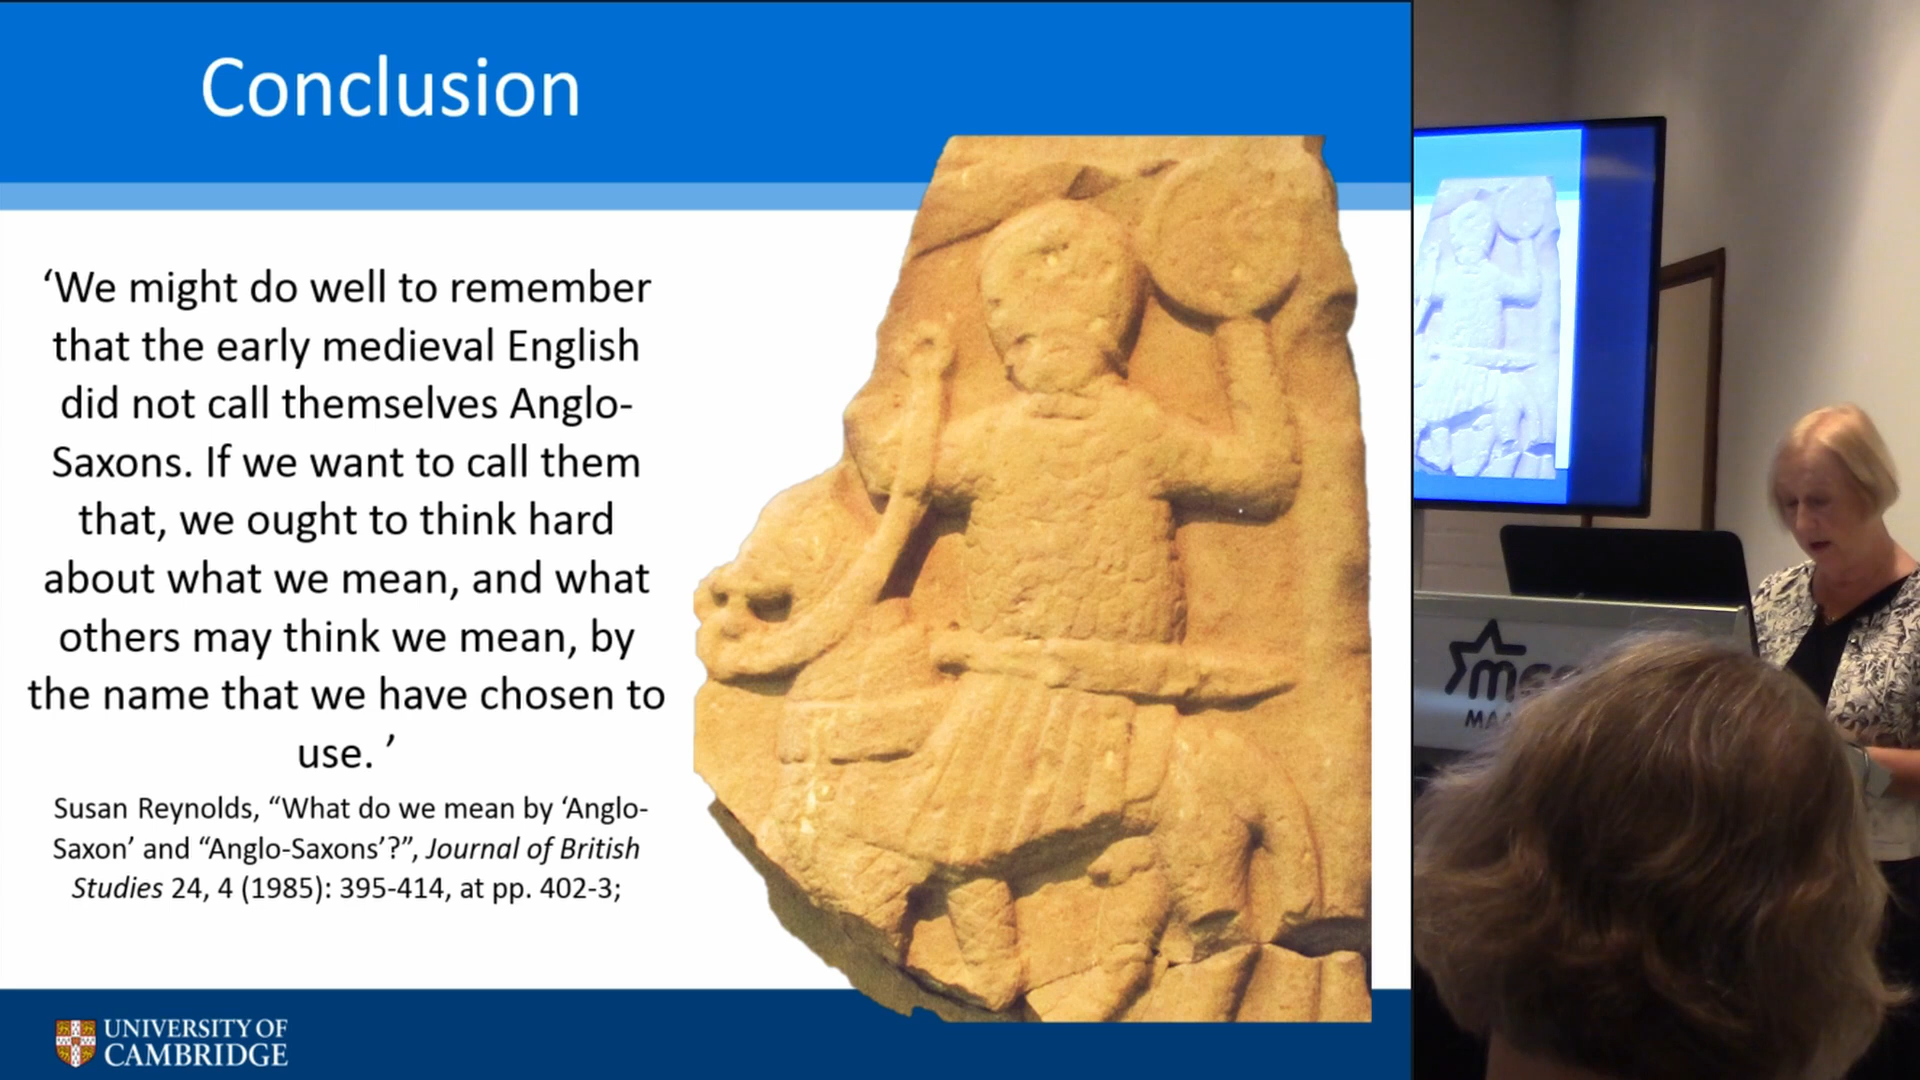 Conclusion
‘We might do well to remember
that the early medieval English
did not call themselves Anglo-
Saxons. If we want to call them
that, we ought to think hard
about what we mean, and what
others may think we mean, by
the name that we have chosen to
use. ’
Susan Reynolds, “What do we mean by ‘Anglo-
Saxon’ and “Anglo-Saxons’?”, Journal of British
Studies 24, 4 (1985): 395-414, at pp. 402-3;
UNIVERSITY OF
CAMBRIDGE